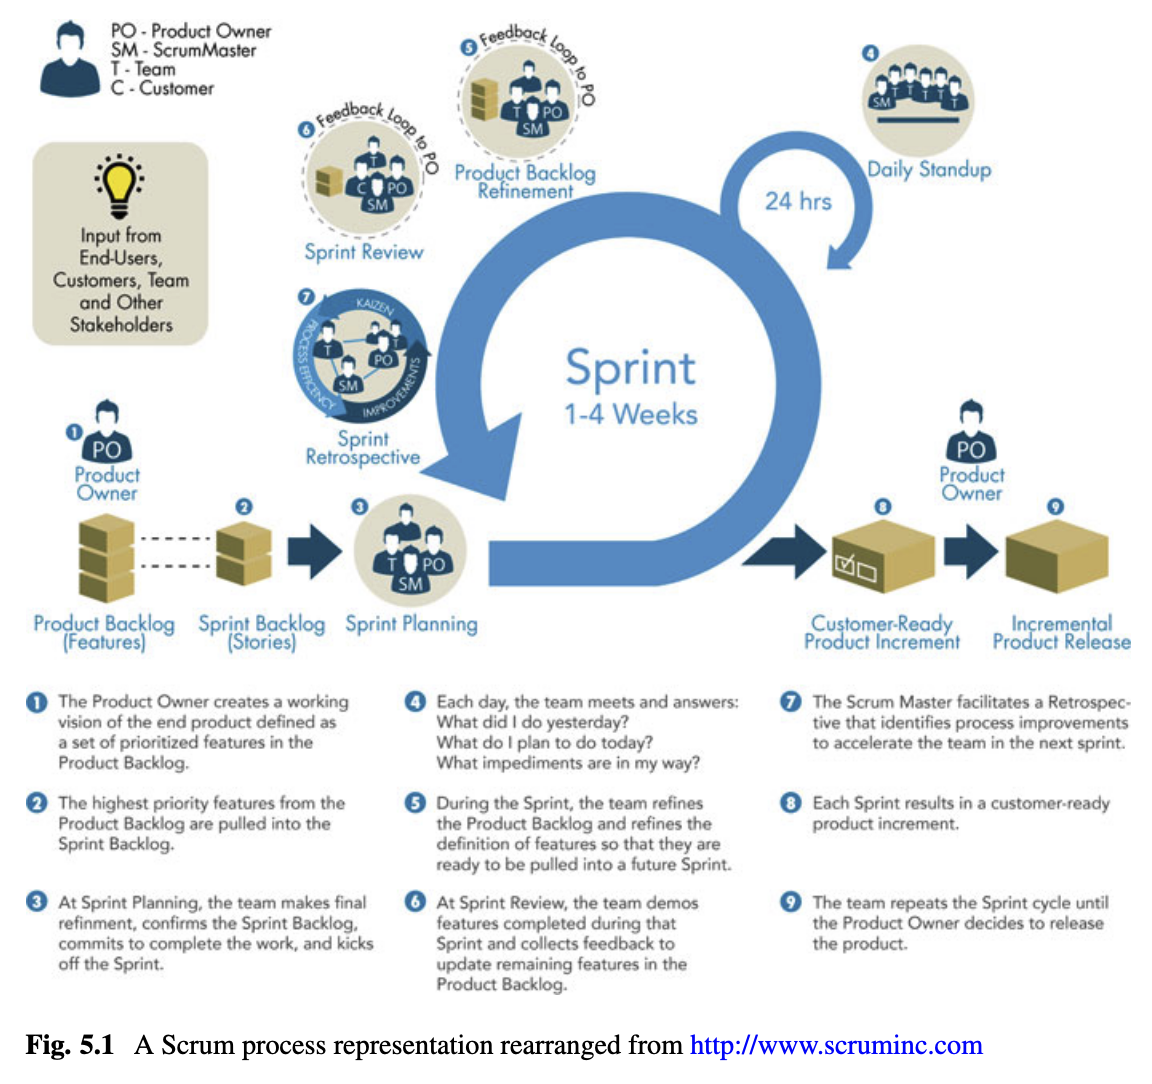 PO - Product Owner
SM - ScrumMaster
T - Team
C - Customer
Input from
End-Users,
Customers, Team
and Other
Stakeholders
6 Feedback Loop to PO
T
C PO
SM
Sprint Review
5 Feedback Loop to PO
T PO
SM
Product Backlog
Refinement
4
SM T T T T T
Daily Standup
24 hrs
7
KAIZEN
PROCESS EFFICENCY
IMPROVEMENTS
T T
PO
SM
Sprint
Retrospective
Sprint
1-4 Weeks
1
PO
Product
Owner
Product Backlog
(Features)
2
Sprint Backlog
(Stories)
3
T PO
SM
Sprint Planning
8
Customer-Ready
Product Increment
PO
Product
Owner
9
Incremental
Product Release
1 The Product Owner creates a working
vision of the end product defined as
a set of prioritized features in the
Product Backlog.
2 The highest priority features from the
Product Backlog are pulled into the
Sprint Backlog.
3 At Sprint Planning, the team makes final
refinment, confirms the Sprint Backlog,
commits to complete the work, and kicks
off the Sprint.
4 Each day, the team meets and answers:
What did I do yesterday?
What do I plan to do today?
What impediments are in my way?
5 During the Sprint, the team refines
the Product Backlog and refines the
definition of features so that they are
ready to be pulled into a future Sprint.
6 At Sprint Review, the team demos
features completed during that
Sprint and collects feedback to
update remaining features in the
Product Backlog.
7 The Scrum Master facilitates a Retrospec-
tive that identifies process improvements
to accelerate the team in the next sprint.
8 Each Sprint results in a customer-ready
product increment.
9 The team repeats the Sprint cycle until
the Product Owner decides to release
the product.
Fig. 5.1 A Scrum process representation rearranged from http://www.scruminc.com